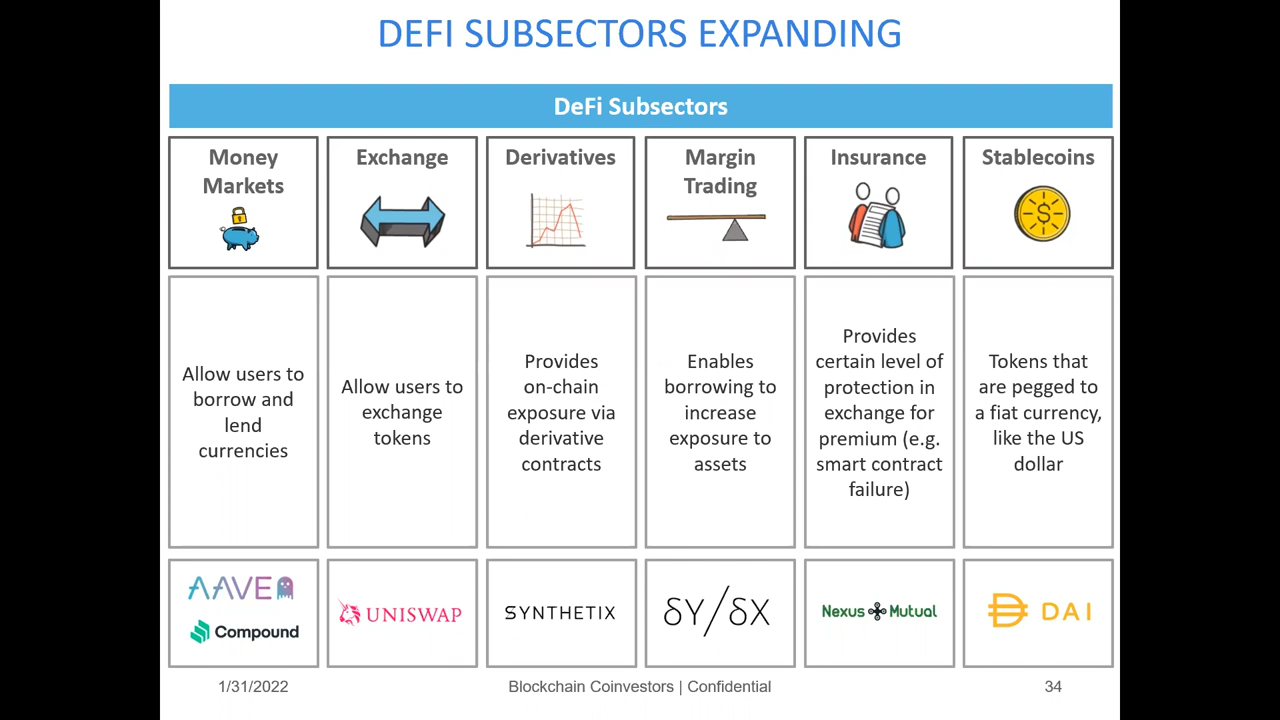 DEFI SUBSECTORS EXPANDING
DeFi Subsectors
Money
Markets
Exchange
Derivatives
Margin
Trading
Insurance
Stablecoins
Allow users to
borrow and
lend
currencies
Allow users to
exchange
tokens
Provides
on-chain
exposure via
derivative
contracts
Enables
borrowing to
increase
exposure to
assets
Provides
certain level of
protection in
exchange for
premium (e.g.
smart contract
failure)
Tokens that
are pegged to
a fiat currency,
like the US
dollar
AAVE
Compound
UNISWAP
SYNTHETIX
δY/δX
Nexus Mutual
DAI
1/31/2022
Blockchain Coinvestors | Confidential
34